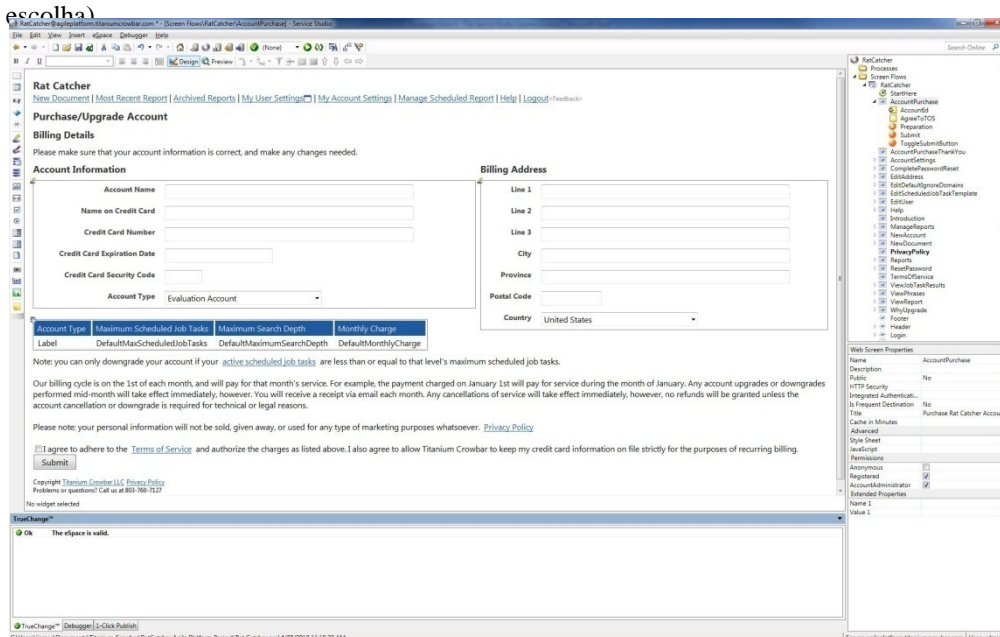 escolha)
RatCatcher@agileplatform.titaniumcrowbar.com * - [Screen Flows\RatCatcher\AccountPurchase] - Service Studio
File Edit View Insert eSpace Debugger Help
(None)
Search Online
B I U
Design Preview
Rat Catcher
New Document | Most Recent Report | Archived Reports | My User Settings | My Account Settings | Manage Scheduled Report | Help | Logout <Feedback>
Purchase/Upgrade Account
Billing Details
Please make sure that your account information is correct, and make any changes needed.
Account Information
Account Name
Name on Credit Card
Credit Card Number
Credit Card Expiration Date
Credit Card Security Code
Account Type Evaluation Account
Billing Address
Line 1
Line 2
Line 3
City
Province
Postal Code
Country United States
Account Type Maximum Scheduled Job Tasks Maximum Search Depth Monthly Charge
Label DefaultMaxScheduledJobTasks DefaultMaximumSearchDepth DefaultMonthlyCharge
Note: you can only downgrade your account if your active scheduled job tasks are less than or equal to that level's maximum scheduled job tasks.
Our billing cycle is on the 1st of each month, and will pay for that month's service. For example, the payment charged on January 1st will pay for service during the month of January. Any account upgrades or downgrades
performed mid-month will take effect immediately, however. You will receive a receipt via email each month. Any cancellations of service will take effect immediately, however, no refunds will be granted unless the
account cancellation or downgrade is required for technical or legal reasons.
Please note: your personal information will not be sold, given away, or used for any type of marketing purposes whatsoever. Privacy Policy
I agree to adhere to the Terms of Service and authorize the charges as listed above. I also agree to allow Titanium Crowbar to keep my credit card information on file strictly for the purposes of recurring billing.
Submit
Copyright Titanium Crowbar LLC Privacy Policy
Problems or questions? Call us at 803-760-7127
No widget selected
TrueChange™
Ok The eSpace is valid.
TrueChange™ Debugger 1-Click Publish
RatCatcher
Processes
Screen Flows
RatCatcher
StartHere
AccountPurchase
AccountId
AgreeToTOS
Preparation
Submit
ToggleSubmitButton
AccountPurchaseThankYou
AccountSettings
CompletePasswordReset
EditAddress
EditDefaultIgnoreDomains
EditScheduledJobTaskTemplate
EditUser
Help
Introduction
ManageReports
NewAccount
NewDocument
PrivacyPolicy
Reports
ResetPassword
TermsOfService
ViewJobTaskResults
ViewPhrases
ViewReport
WhyUpgrade
Footer
Header
Login
Web Screen Properties
Name AccountPurchase
Description
Public No
HTTP Security
Integrated Authenticati...
Is Frequent Destination No
Title Purchase Rat Catcher Accou
Cache in Minutes
Advanced
Style Sheet
JavaScript
Permissions
Anonymous
Registered
AccountAdministrator
Extended Properties
Name 1
Value 1